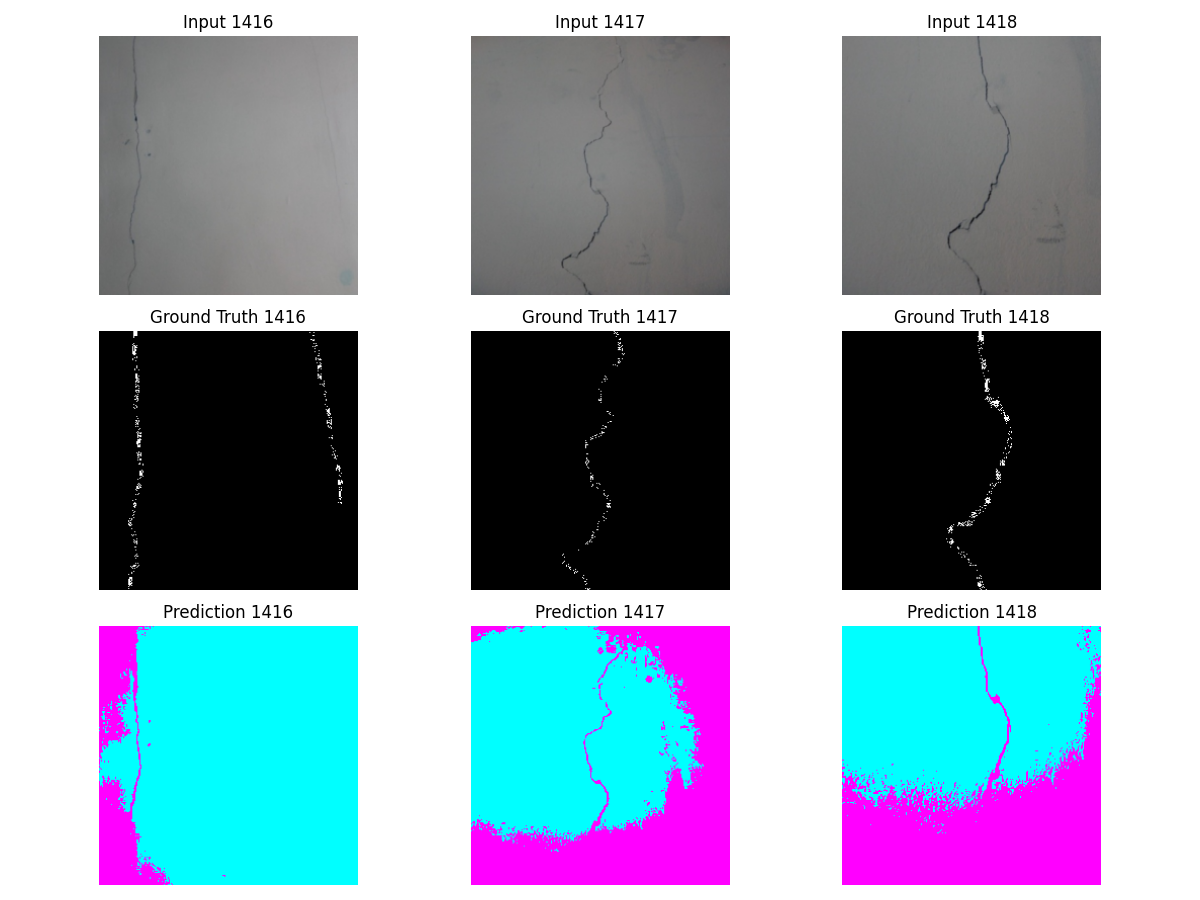 Input 1416
Input 1417
Input 1418
Ground Truth 1416
Ground Truth 1417
Ground Truth 1418
Prediction 1416
Prediction 1417
Prediction 1418